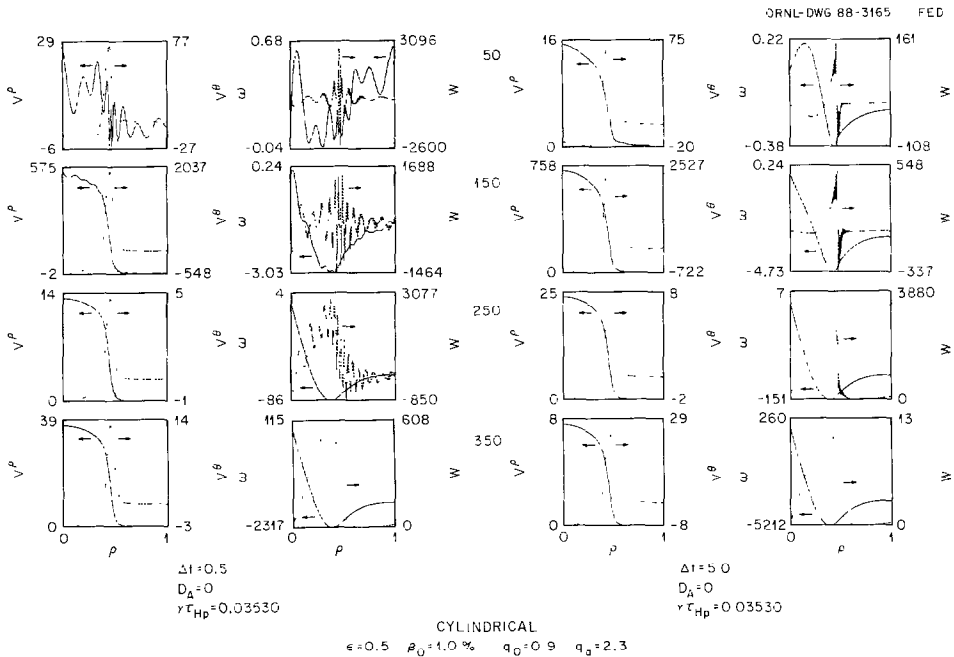 ORNL-DWG 88-3165 FED
29 77 0.68 3096 50 16 75 0.22 161
V^ρ V^θ ω W V^ρ V^θ ω W
-6 -27 -0.04 -2600 0 -20 -0.38 -108
575 2037 0.24 1688 150 758 2527 0.24 548
V^ρ V^θ ω W V^ρ V^θ ω W
-2 -548 -3.03 -1464 0 -722 -4.73 -337
14 5 4 3077 250 25 8 7 3880
V^ρ V^θ ω W V^ρ V^θ ω W
0 -1 -86 -850 0 -2 -151 0
39 14 115 608 350 8 29 260 13
V^ρ V^θ ω W V^ρ V^θ ω W
0 -3 -2317 0 0 -8 -5212 0
0 ρ 1 0 ρ 1 0 ρ 1 0 ρ 1
Δt=0.5
D_A=0
γτ_Hp=0.03530
Δt=5.0
D_A=0
γτ_Hp=0.03530
CYLINDRICAL
ε=0.5 β_0=1.0 % q_0=0.9 q_a=2.3